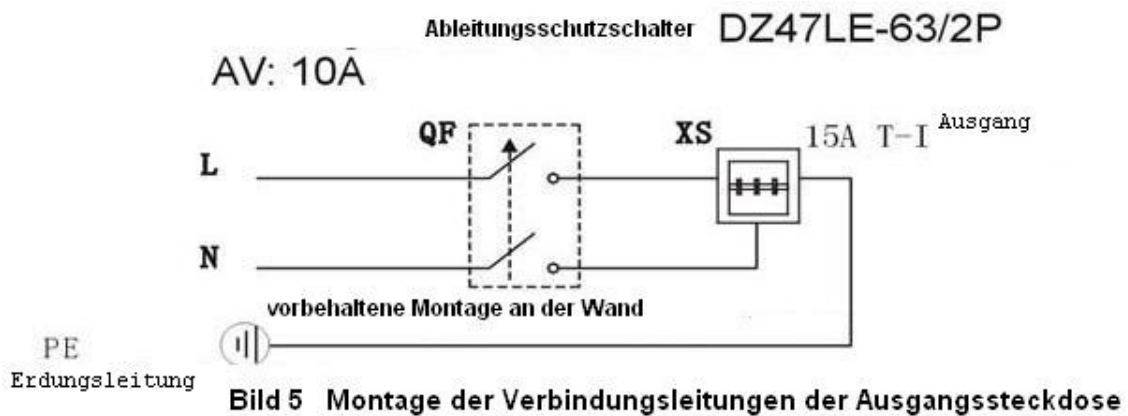 Ableitungsschutzschalter DZ47LE-63/2P
AV: 10A
QF
XS
15A T-I Ausgang
L
N
vorbehaltene Montage an der Wand
PE
Erdungsleitung
Bild 5 Montage der Verbindungsleitungen der Ausgangssteckdose